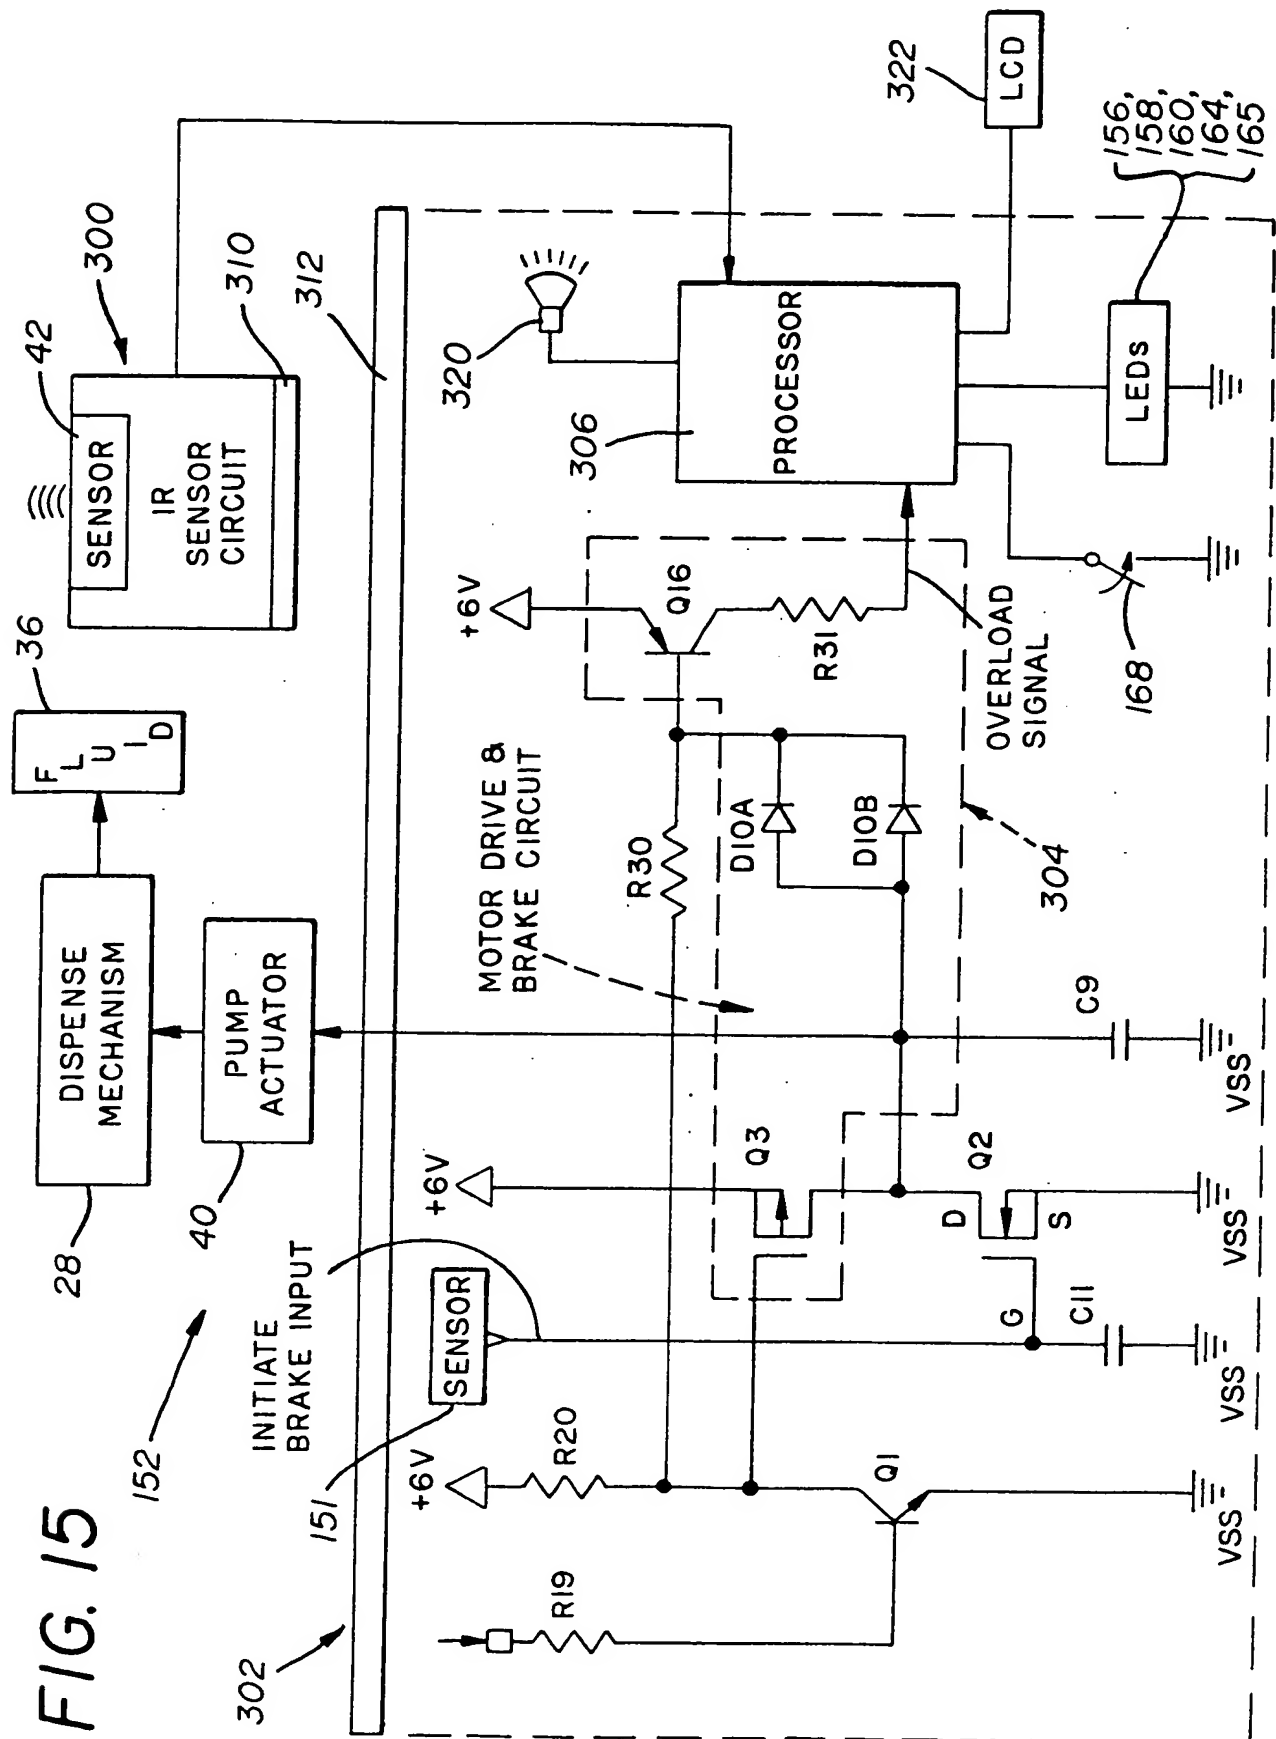 FIG. 15
152
28
DISPENSE
MECHANISM
36
FLUID
40
PUMP
ACTUATOR
42
300
SENSOR
IR
SENSOR
CIRCUIT
310
312
302
151
INITIATE
BRAKE INPUT
SENSOR
+6V
R20
R19
Q1
VSS
G
C11
VSS
+6V
Q3
D
Q2
S
VSS
MOTOR DRIVE &
BRAKE CIRCUIT
R30
D10A
D10B
304
C9
VSS
+6V
Q16
R31
OVERLOAD
SIGNAL
320
306
PROCESSOR
168
LEDs
322
LCD
156,
158,
160,
164,
165